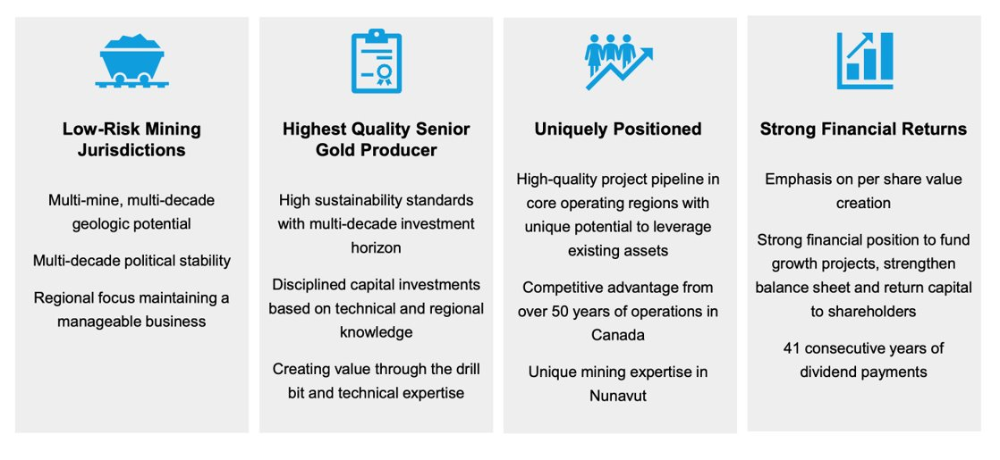 Low-Risk Mining
Jurisdictions
Multi-mine, multi-decade
geologic potential
Multi-decade political stability
Regional focus maintaining a
manageable business
Highest Quality Senior
Gold Producer
High sustainability standards
with multi-decade investment
horizon
Disciplined capital investments
based on technical and regional
knowledge
Creating value through the drill
bit and technical expertise
Uniquely Positioned
High-quality project pipeline in
core operating regions with
unique potential to leverage
existing assets
Competitive advantage from
over 50 years of operations in
Canada
Unique mining expertise in
Nunavut
Strong Financial Returns
Emphasis on per share value
creation
Strong financial position to fund
growth projects, strengthen
balance sheet and return capital
to shareholders
41 consecutive years of
dividend payments